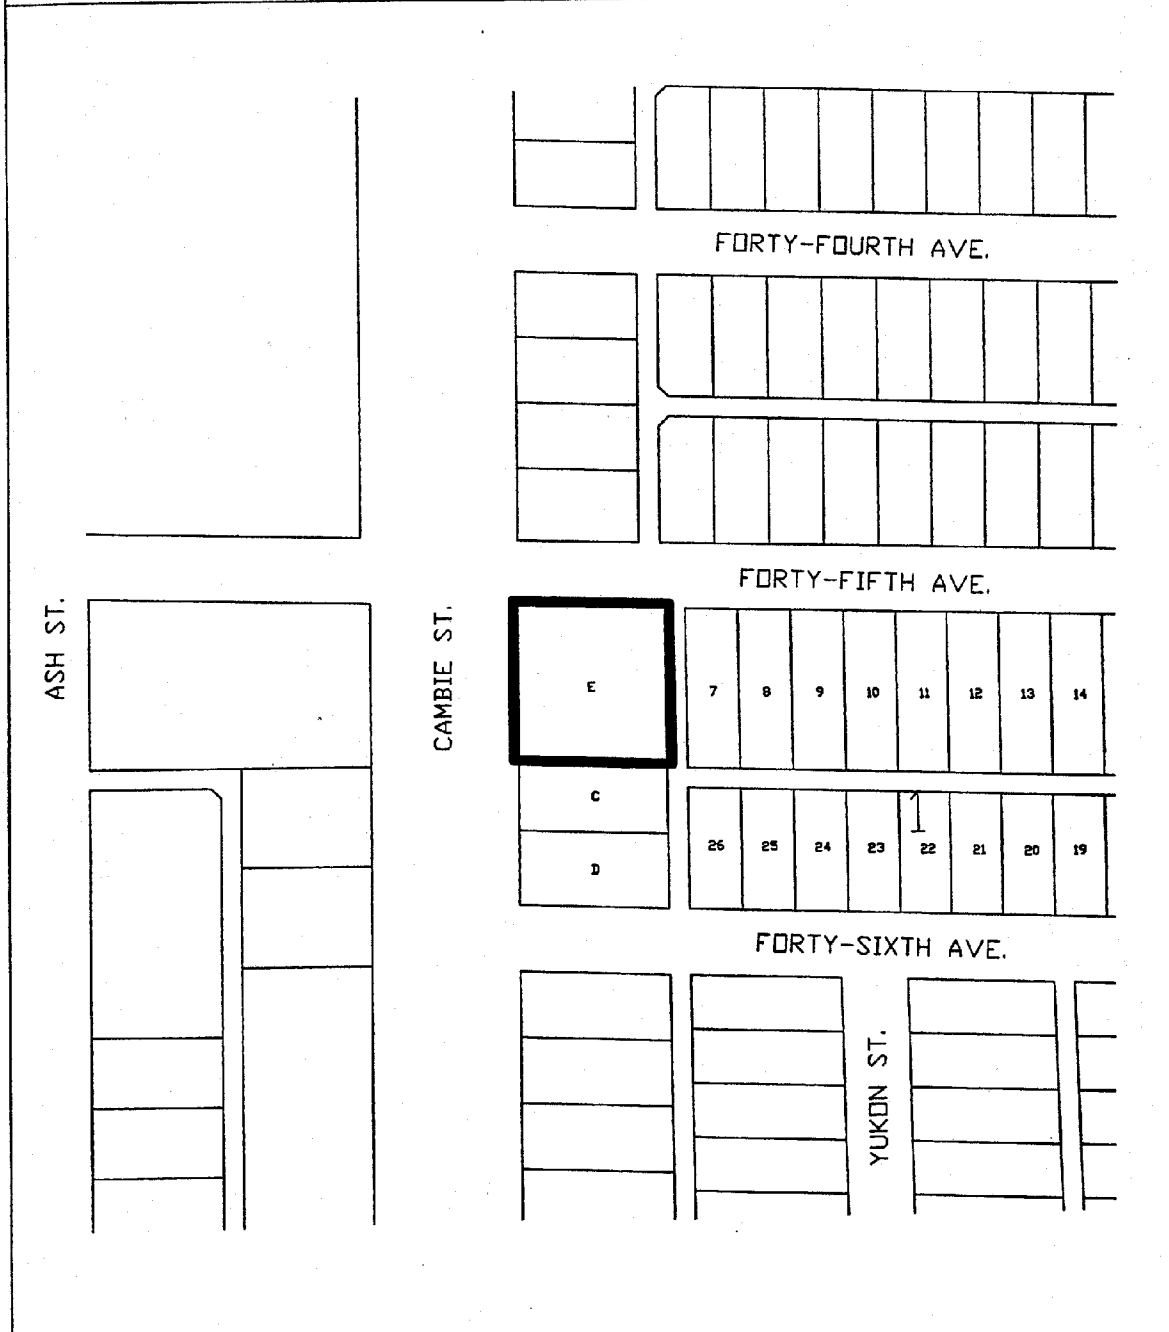 FORTY-FOURTH AVE.
FORTY-FIFTH AVE.
ASH ST.
CAMBIE ST.
E
7 8 9 10 11 12 13 14
C
1
26 25 24 23 22 21 20 19
D
FORTY-SIXTH AVE.
YUKON ST.